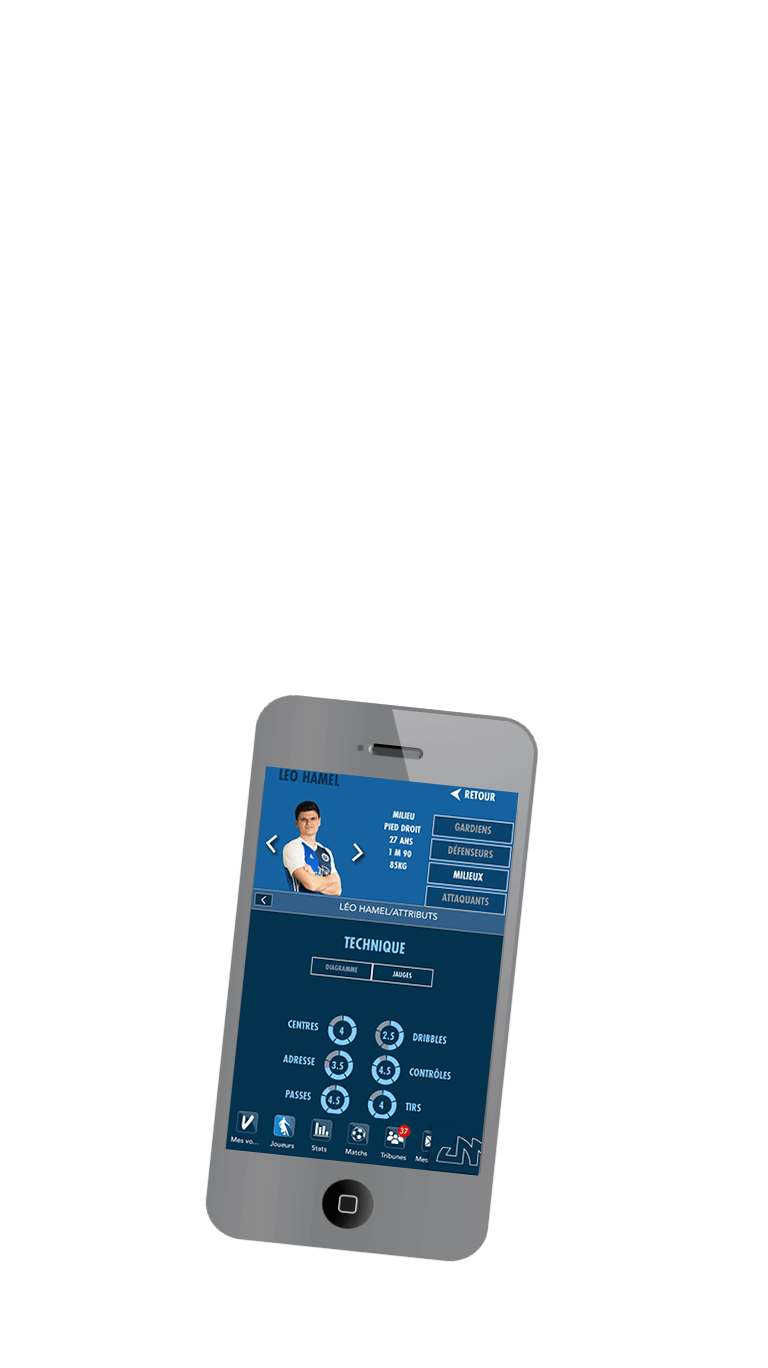 LÉO HAMEL
RETOUR
MILIEU
PIED DROIT
27 ANS
1 M 90
85KG
GARDIENS
DÉFENSEURS
MILIEUX
ATTAQUANTS
LÉO HAMEL/ATTRIBUTS
TECHNIQUE
DIAGRAMME
JAUGES
CENTRES 4
2.5 DRIBBLES
ADRESSE 3.5
4.5 CONTRÔLES
PASSES 4.5
4 TIRS
37
Mes vo... Joueurs Stats Matchs Tribunes Mes